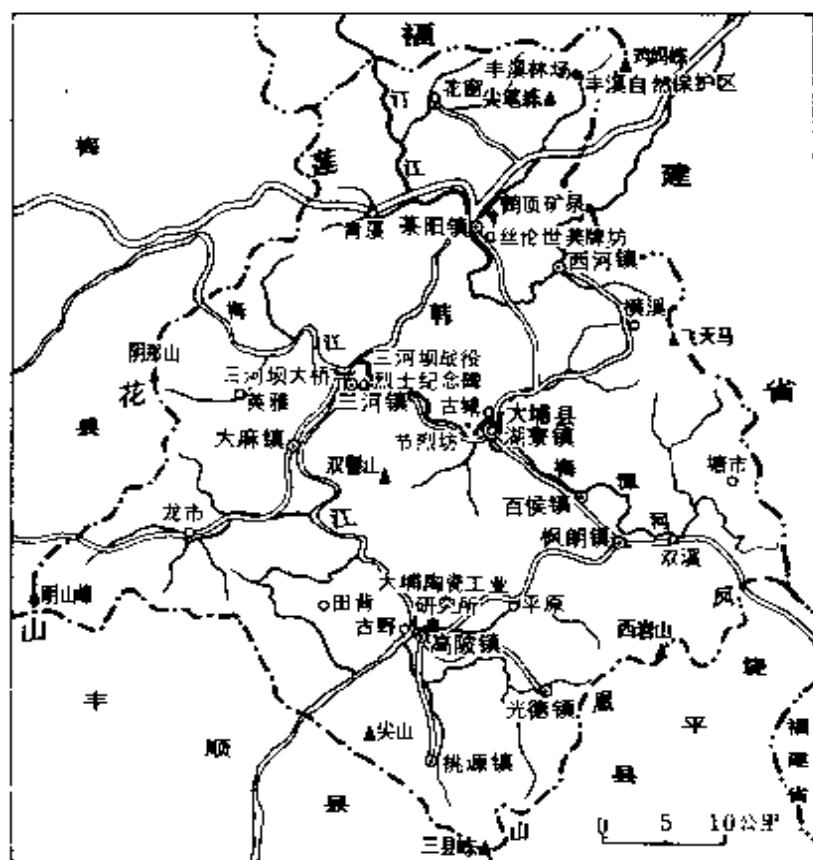 福
鸡妈栋
丰溪林场
丰溪自然保护区
花窗
尖笔栋
汀
江
梅
莲
建
青溪
茶阳镇
丝伦世美牌坊
西河镇
横溪
飞天马
梅
江
韩
阴那山
花
三河坝大桥
三河坝战役
烈士纪念碑
英雅
三河镇
古城
大埔县
省
县
大麻镇
节烈坊
湖寮镇
双髻山
梅
潭
河
塘市
百侯镇
龙市
江
枫朗镇
双溪
阴山嶂
山
田背
大埔陶瓷工业
研究所
平原
凤
古野
高陂镇
西岩山
饶
丰
光德镇
凰
平
顺
尖山
县
福
建
省
县
桃源镇
山
三县栋
0 5 10公里